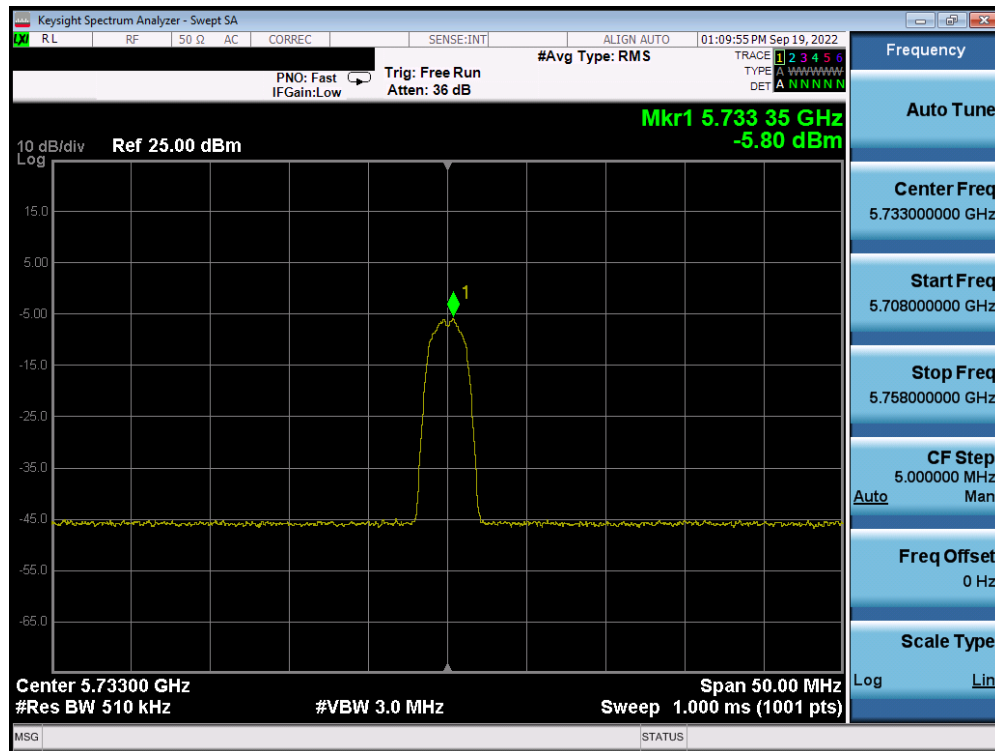 Keysight Spectrum Analyzer - Swept SA
LXI RL RF 50 Ω AC CORREC SENSE:INT ALIGN AUTO 01:09:55 PM Sep 19, 2022
#Avg Type: RMS TRACE 1 2 3 4 5 6
PNO: Fast Trig: Free Run TYPE A WWWWW
IFGain:Low Atten: 36 dB DET A N N N N N
Mkr1 5.733 35 GHz
-5.80 dBm
10 dB/div Ref 25.00 dBm
Log
15.0
5.00
1
-5.00
-15.0
-25.0
-35.0
-45.0
-55.0
-65.0
Center 5.73300 GHz Span 50.00 MHz
#Res BW 510 kHz #VBW 3.0 MHz Sweep 1.000 ms (1001 pts)
MSG STATUS
Frequency
Auto Tune
Center Freq
5.733000000 GHz
Start Freq
5.708000000 GHz
Stop Freq
5.758000000 GHz
CF Step
5.000000 MHz
Auto Man
Freq Offset
0 Hz
Scale Type
Log Lin